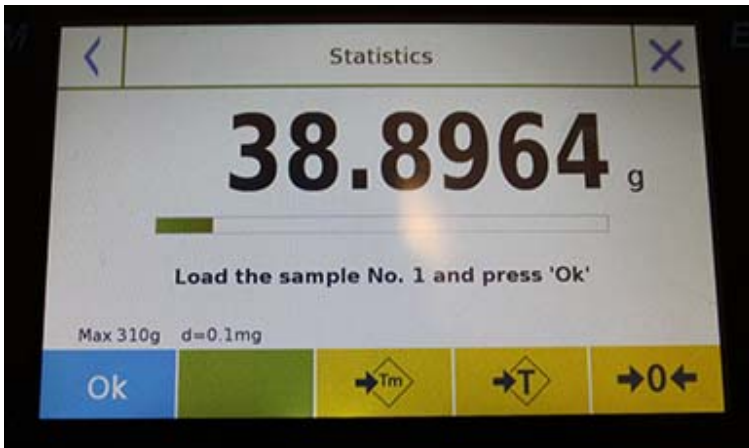 Statistics
38.8964 g
Load the sample No. 1 and press 'Ok'
Max 310g d=0.1mg
Ok Tm T 0